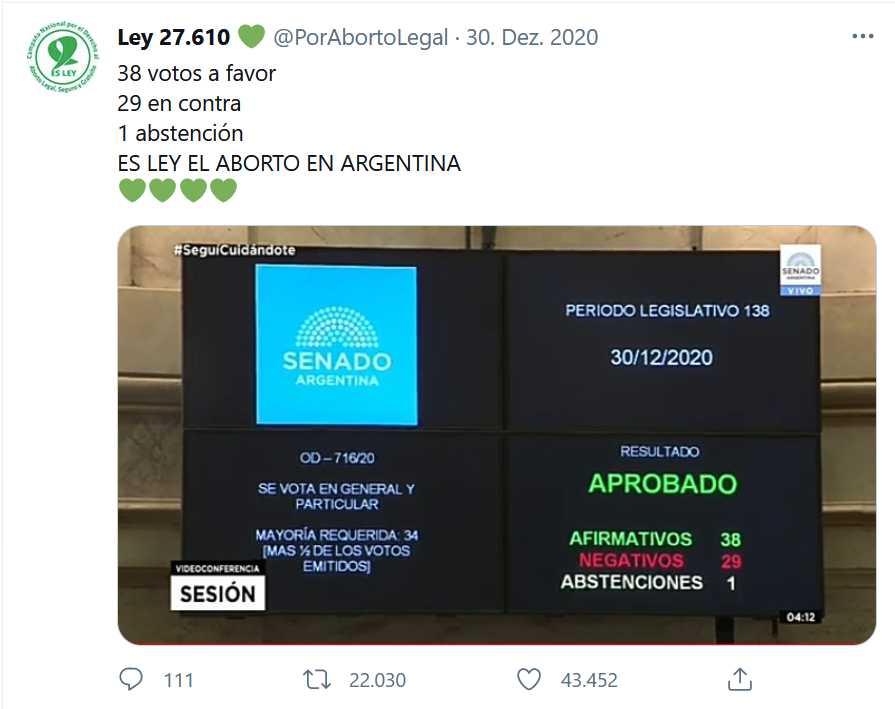 Campaña Nacional por el Derecho al
ES LEY
Aborto Legal, Seguro y Gratuito
Ley 27.610 💚 @PorAbortoLegal · 30. Dez. 2020
38 votos a favor
29 en contra
1 abstención
ES LEY EL ABORTO EN ARGENTINA
💚💚💚💚
#SeguiCuidándote
SENADO
ARGENTINA
VIVO
SENADO
ARGENTINA
PERIODO LEGISLATIVO 138
30/12/2020
OD – 716/20
SE VOTA EN GENERAL Y
PARTICULAR
MAYORÍA REQUERIDA: 34
[MAS ½ DE LOS VOTOS
EMITIDOS]
RESULTADO
APROBADO
AFIRMATIVOS 38
NEGATIVOS 29
ABSTENCIONES 1
VIDEOCONFERENCIA
SESIÓN
04:12
111 22.030 43.452